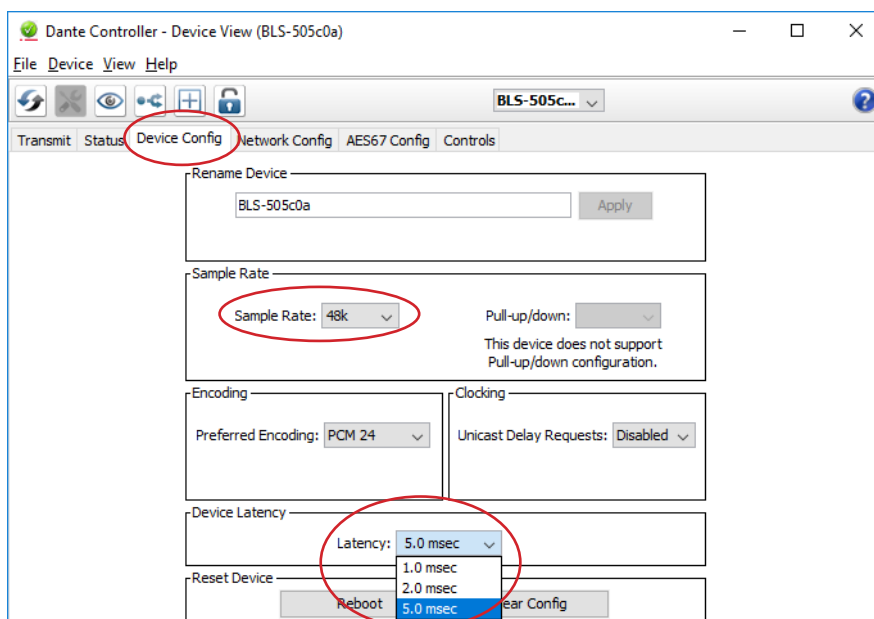 Dante Controller - Device View (BLS-505c0a)
File Device View Help
BLS-505c...
?
Transmit Status Device Config Network Config AES67 Config Controls
Rename Device
BLS-505c0a Apply
Sample Rate
Sample Rate: 48k Pull-up/down:
This device does not support
Pull-up/down configuration.
Encoding Clocking
Preferred Encoding: PCM 24 Unicast Delay Requests: Disabled
Device Latency
Latency: 5.0 msec
1.0 msec
2.0 msec
Reset Device
Reboot 5.0 msec ear Config